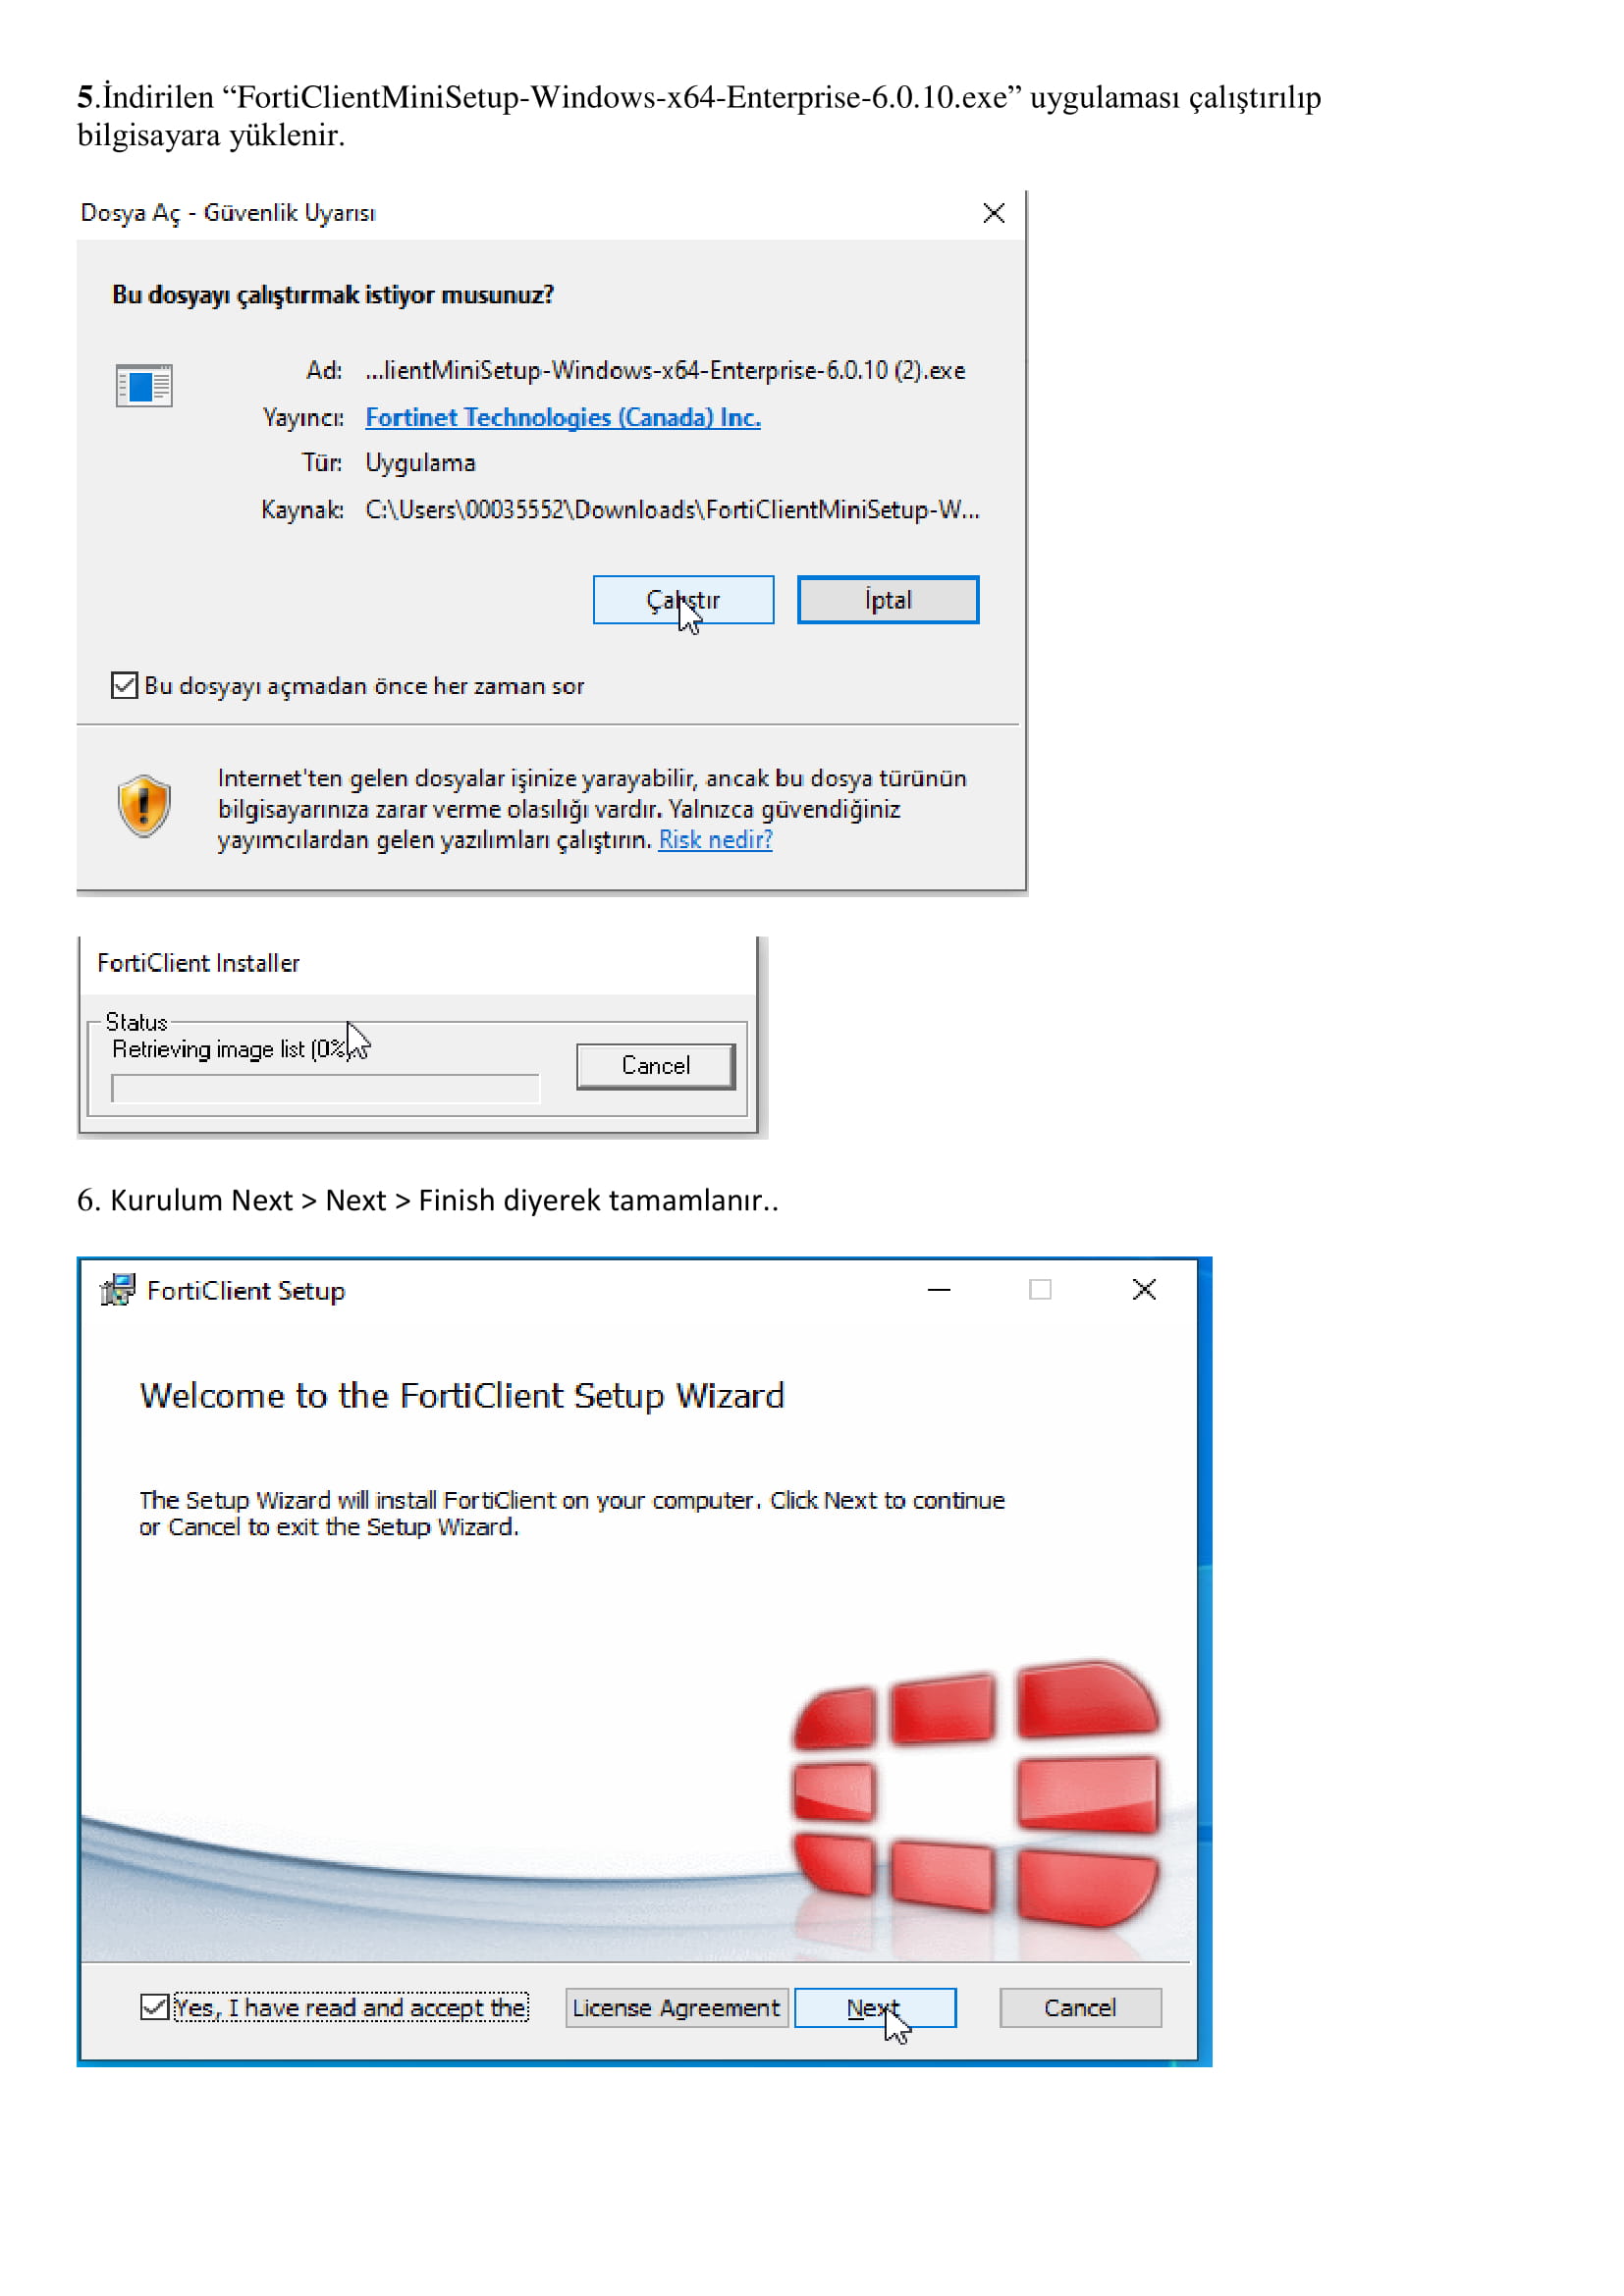 5.İndirilen “FortiClientMiniSetup-Windows-x64-Enterprise-6.0.10.exe” uygulaması çalıştırılıp
bilgisayara yüklenir.
Dosya Aç - Güvenlik Uyarısı
Bu dosyayı çalıştırmak istiyor musunuz?
Ad: ...lientMiniSetup-Windows-x64-Enterprise-6.0.10 (2).exe
Yayıncı: Fortinet Technologies (Canada) Inc.
Tür: Uygulama
Kaynak: C:\Users\00035552\Downloads\FortiClientMiniSetup-W...
Çalıştır İptal
Bu dosyayı açmadan önce her zaman sor
Internet'ten gelen dosyalar işinize yarayabilir, ancak bu dosya türünün
bilgisayarınıza zarar verme olasılığı vardır. Yalnızca güvendiğiniz
yayımcılardan gelen yazılımları çalıştırın. Risk nedir?
FortiClient Installer
Status
Retrieving image list (0%)
Cancel
6. Kurulum Next > Next > Finish diyerek tamamlanır..
FortiClient Setup
Welcome to the FortiClient Setup Wizard
The Setup Wizard will install FortiClient on your computer. Click Next to continue
or Cancel to exit the Setup Wizard.
Yes, I have read and accept the License Agreement Next Cancel